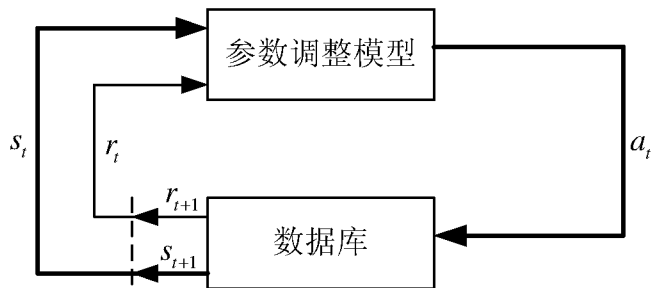 参数调整模型
s_t
r_t
a_t
r_{t+1}
数据库
s_{t+1}